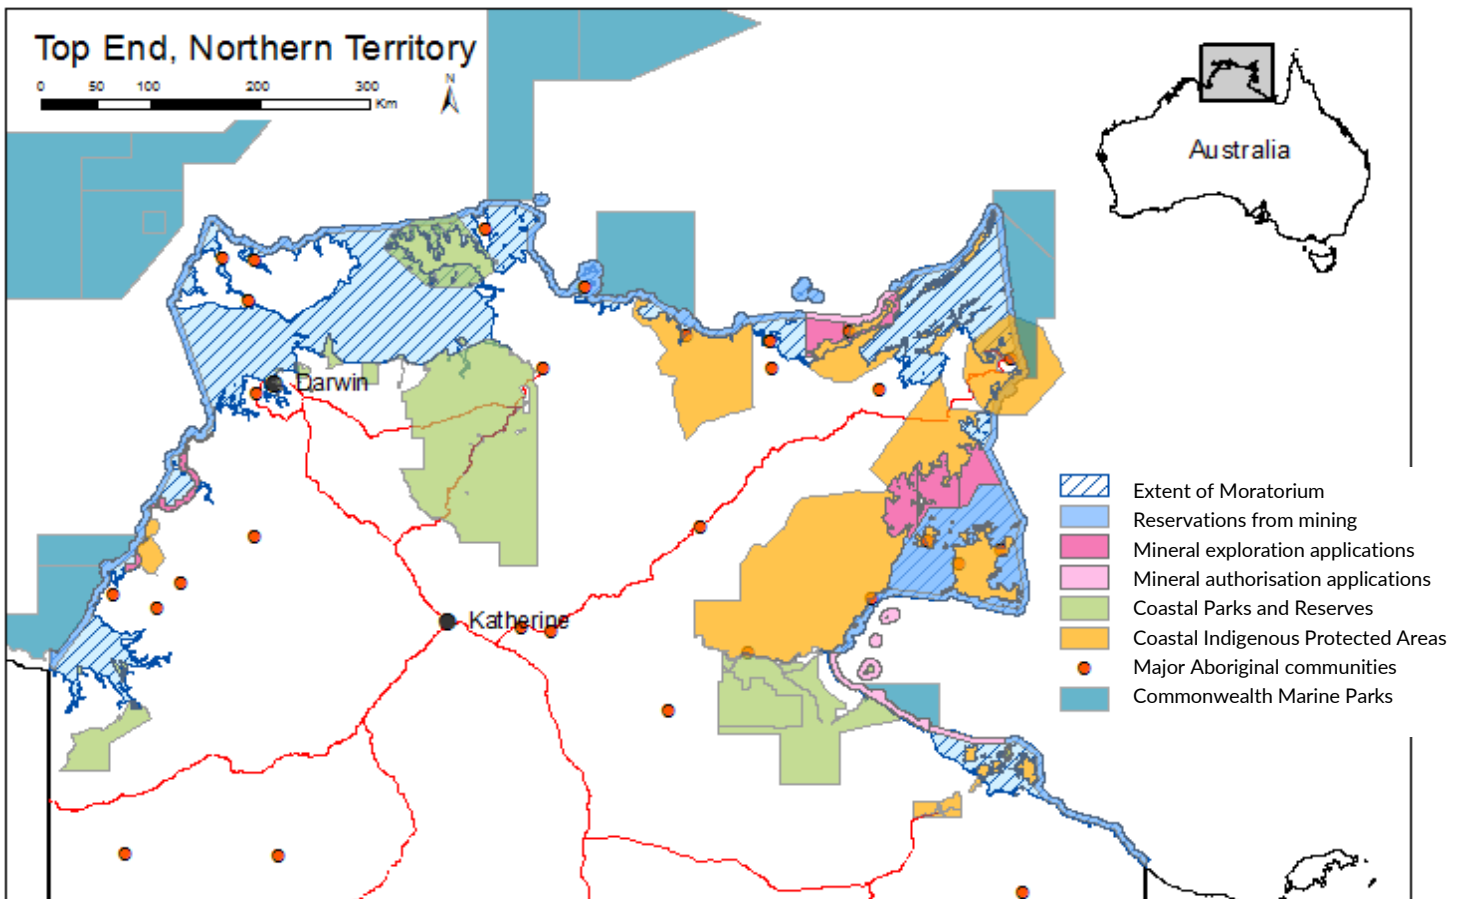 Top End, Northern Territory
0 50 100 200 300
Km
N
Australia
Darwin
Katherine
Extent of Moratorium
Reservations from mining
Mineral exploration applications
Mineral authorisation applications
Coastal Parks and Reserves
Coastal Indigenous Protected Areas
Major Aboriginal communities
Commonwealth Marine Parks